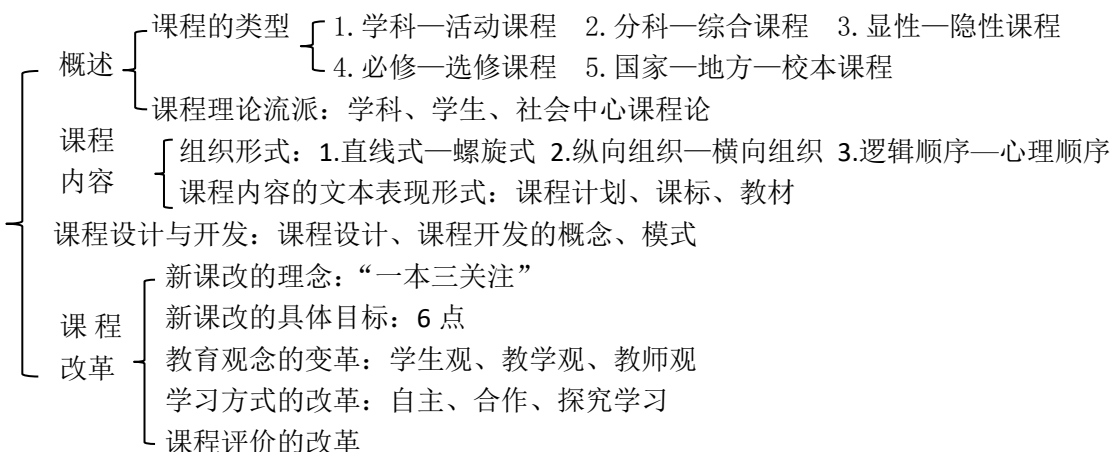 课程的类型 1.学科—活动课程 2.分科—综合课程 3.显性—隐性课程
4.必修—选修课程 5.国家—地方—校本课程
概述
课程理论流派：学科、学生、社会中心课程论
课程
内容
组织形式：1.直线式—螺旋式 2.纵向组织—横向组织 3.逻辑顺序—心理顺序
课程内容的文本表现形式：课程计划、课标、教材
课程设计与开发：课程设计、课程开发的概念、模式
新课改的理念：“一本三关注”
新课改的具体目标：6 点
课 程
改革
教育观念的变革：学生观、教学观、教师观
学习方式的改革：自主、合作、探究学习
课程评价的改革